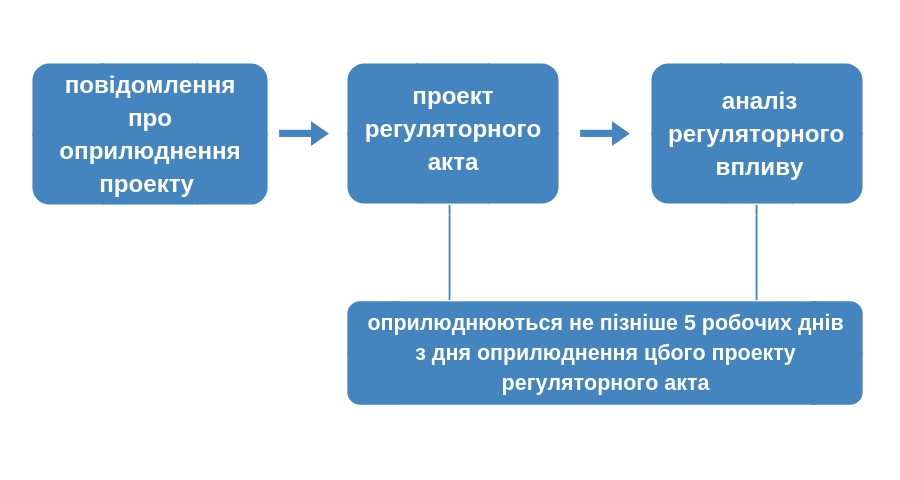 повідомлення
про
оприлюднення
проекту
проект
регуляторного
акта
аналіз
регуляторного
впливу
оприлюднюються не пізніше 5 робочих днів
з дня оприлюднення цбого проекту
регуляторного акта